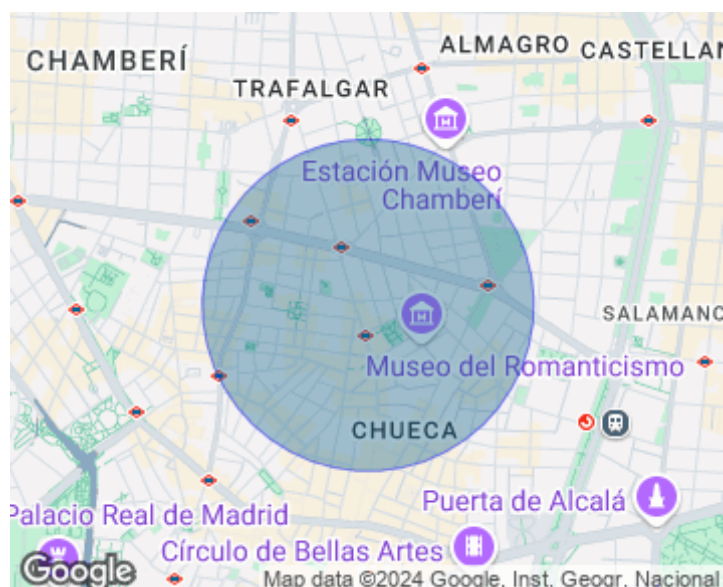 CHAMBERÍ
ALMAGRO
CASTELLAN
TRAFALGAR
Estación Museo
Chamberí
SALAMANC
Museo del Romanticismo
CHUECA
Puerta de Alcalá
Palacio Real de Madrid
Círculo de Bellas Artes
Google
Map data ©2024 Google, Inst. Geogr. Nacional